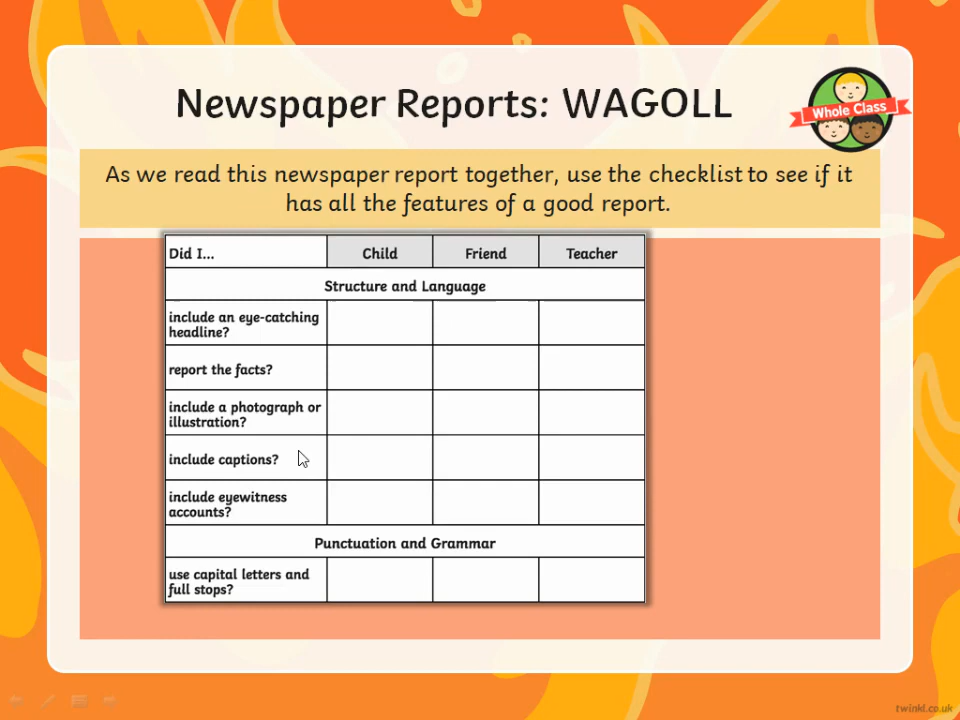 Newspaper Reports: WAGOLL
Whole Class
As we read this newspaper report together, use the checklist to see if it
has all the features of a good report.
Did I... Child Friend Teacher
Structure and Language
include an eye-catching
headline?
report the facts?
include a photograph or
illustration?
include captions?
include eyewitness
accounts?
Punctuation and Grammar
use capital letters and
full stops?
twinkl.co.uk